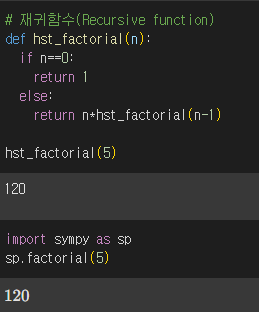 # 재귀함수(Recursive function)
def hst_factorial(n):
  if n==0:
    return 1
  else:
    return n*hst_factorial(n-1)

hst_factorial(5)
120
import sympy as sp
sp.factorial(5)
120